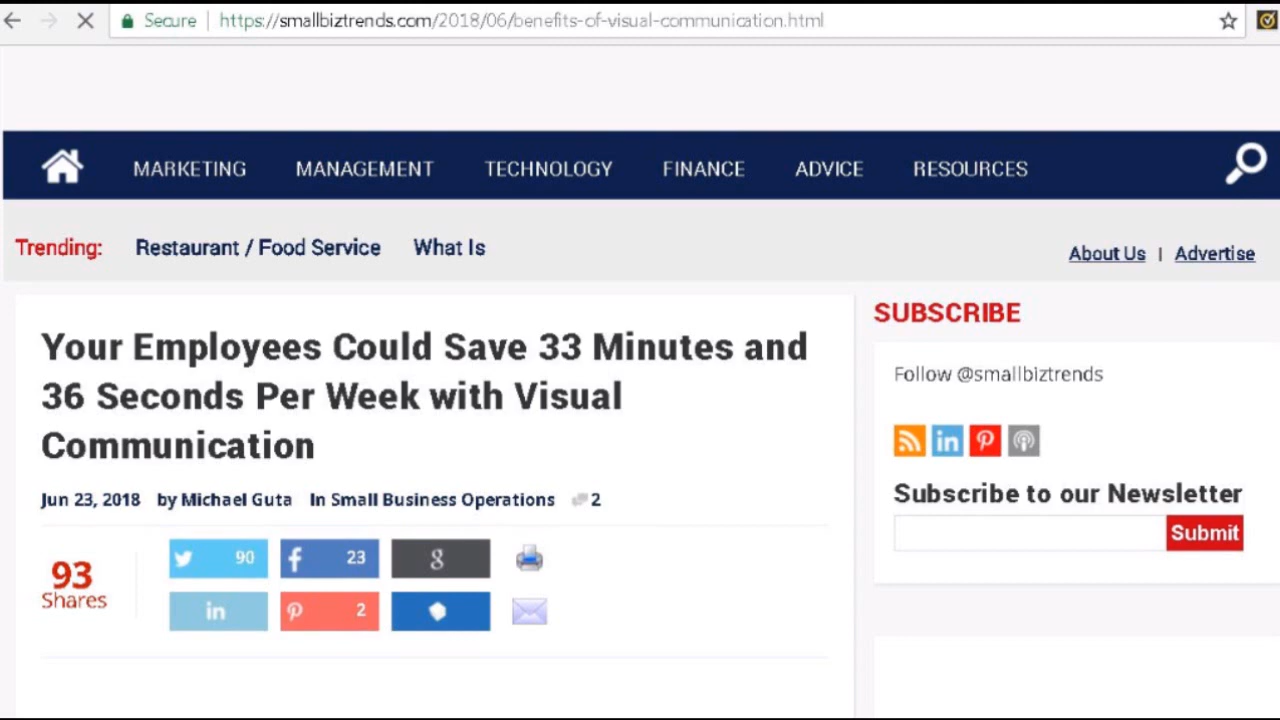 Secure | https://smallbiztrends.com/2018/06/benefits-of-visual-communication.html
MARKETING MANAGEMENT TECHNOLOGY FINANCE ADVICE RESOURCES
Trending: Restaurant / Food Service What Is
About Us | Advertise
Your Employees Could Save 33 Minutes and
36 Seconds Per Week with Visual
Communication
Jun 23, 2018 by Michael Guta In Small Business Operations 2
93
Shares
90 23 8
in 2
SUBSCRIBE
Follow @smallbiztrends
in
Subscribe to our Newsletter
Submit